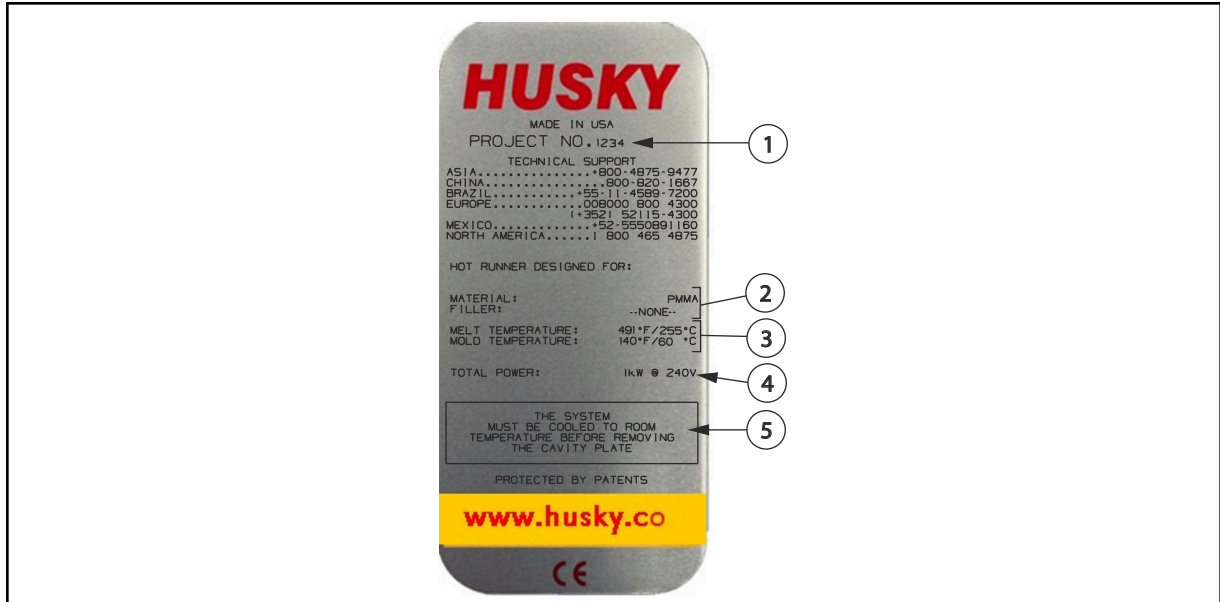 HUSKY
MADE IN USA
PROJECT NO. 1234
1
TECHNICAL SUPPORT
ASIA..............+800-4875-9477
CHINA...............800-820-1667
BRAZIL...........+55-11-4589-7200
EUROPE...........008000 800 4300
(+352) 52115-4300
MEXICO.............+52-5550891160
NORTH AMERICA......1 800 465 4875
HOT RUNNER DESIGNED FOR:
MATERIAL: PMMA
FILLER: --NONE--
2
MELT TEMPERATURE: 491°F/255°C
MOLD TEMPERATURE: 140°F/60 °C
3
TOTAL POWER: 1kW @ 240V
4
THE SYSTEM
MUST BE COOLED TO ROOM
TEMPERATURE BEFORE REMOVING
THE CAVITY PLATE
5
PROTECTED BY PATENTS
www.husky.co
CE